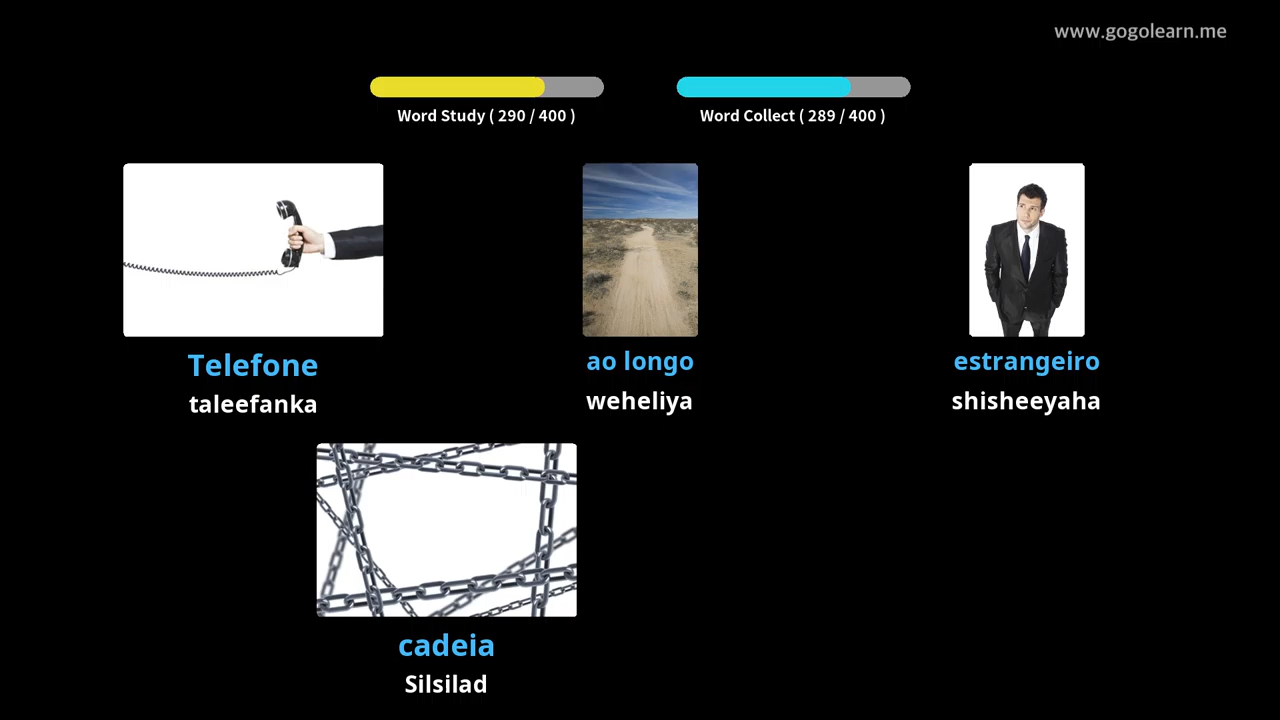 www.gogolearn.me
Word Study ( 290 / 400 )
Word Collect ( 289 / 400 )
Telefone
taleefanka
ao longo
weheliya
estrangeiro
shisheeyaha
cadeia
Silsilad